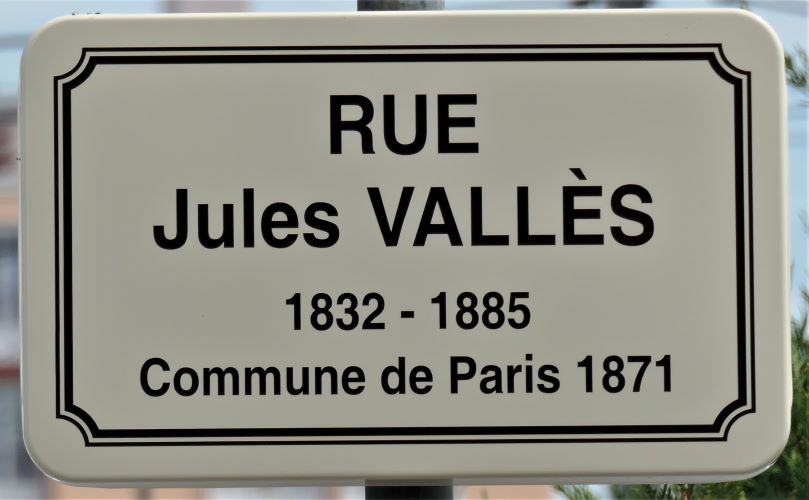 RUE
Jules VALLÈS
1832 - 1885
Commune de Paris 1871